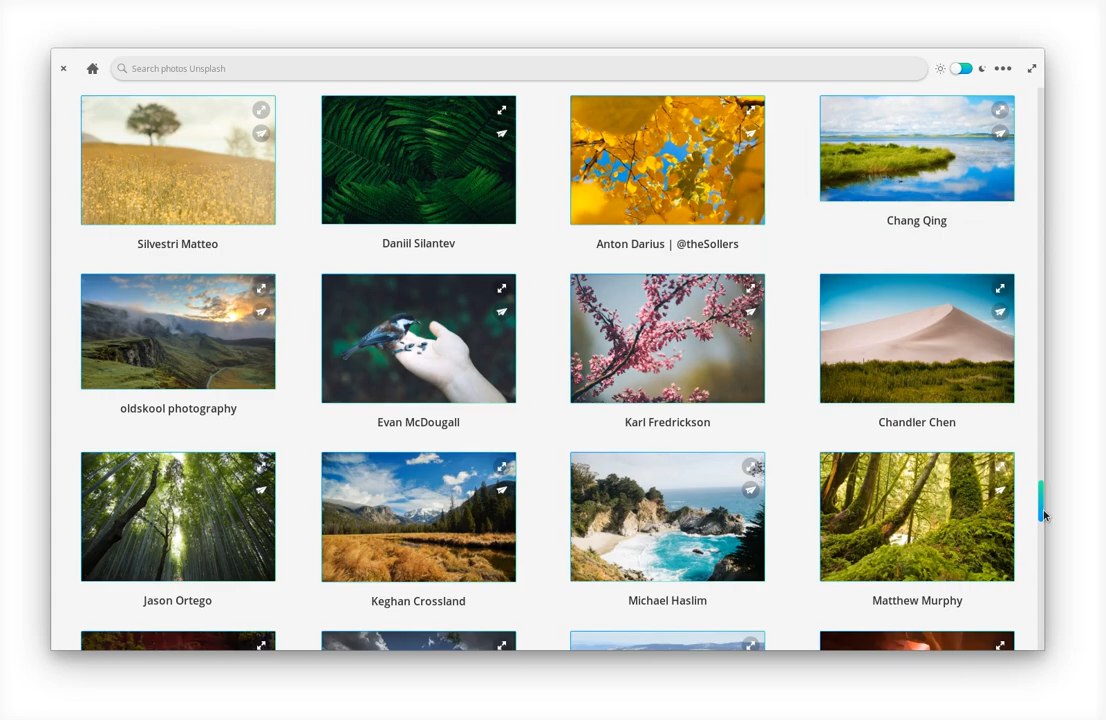 Search photos Unsplash
Silvestri Matteo
Daniil Silantev
Anton Darius | @theSollers
Chang Qing
oldskool photography
Evan McDougall
Karl Fredrickson
Chandler Chen
Jason Ortego
Keghan Crossland
Michael Haslim
Matthew Murphy